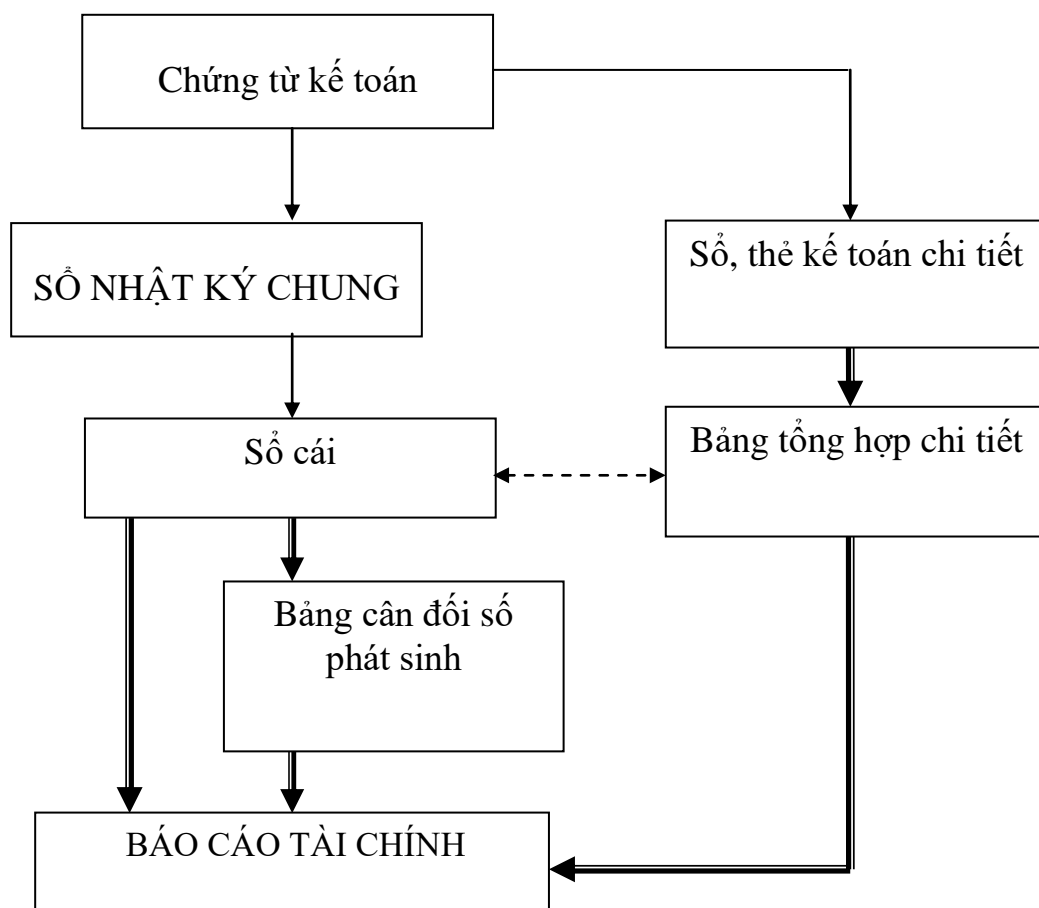 Chứng từ kế toán
SỔ NHẬT KÝ CHUNG
Sổ, thẻ kế toán chi tiết
Sổ cái
Bảng tổng hợp chi tiết
Bảng cân đối số
phát sinh
BÁO CÁO TÀI CHÍNH